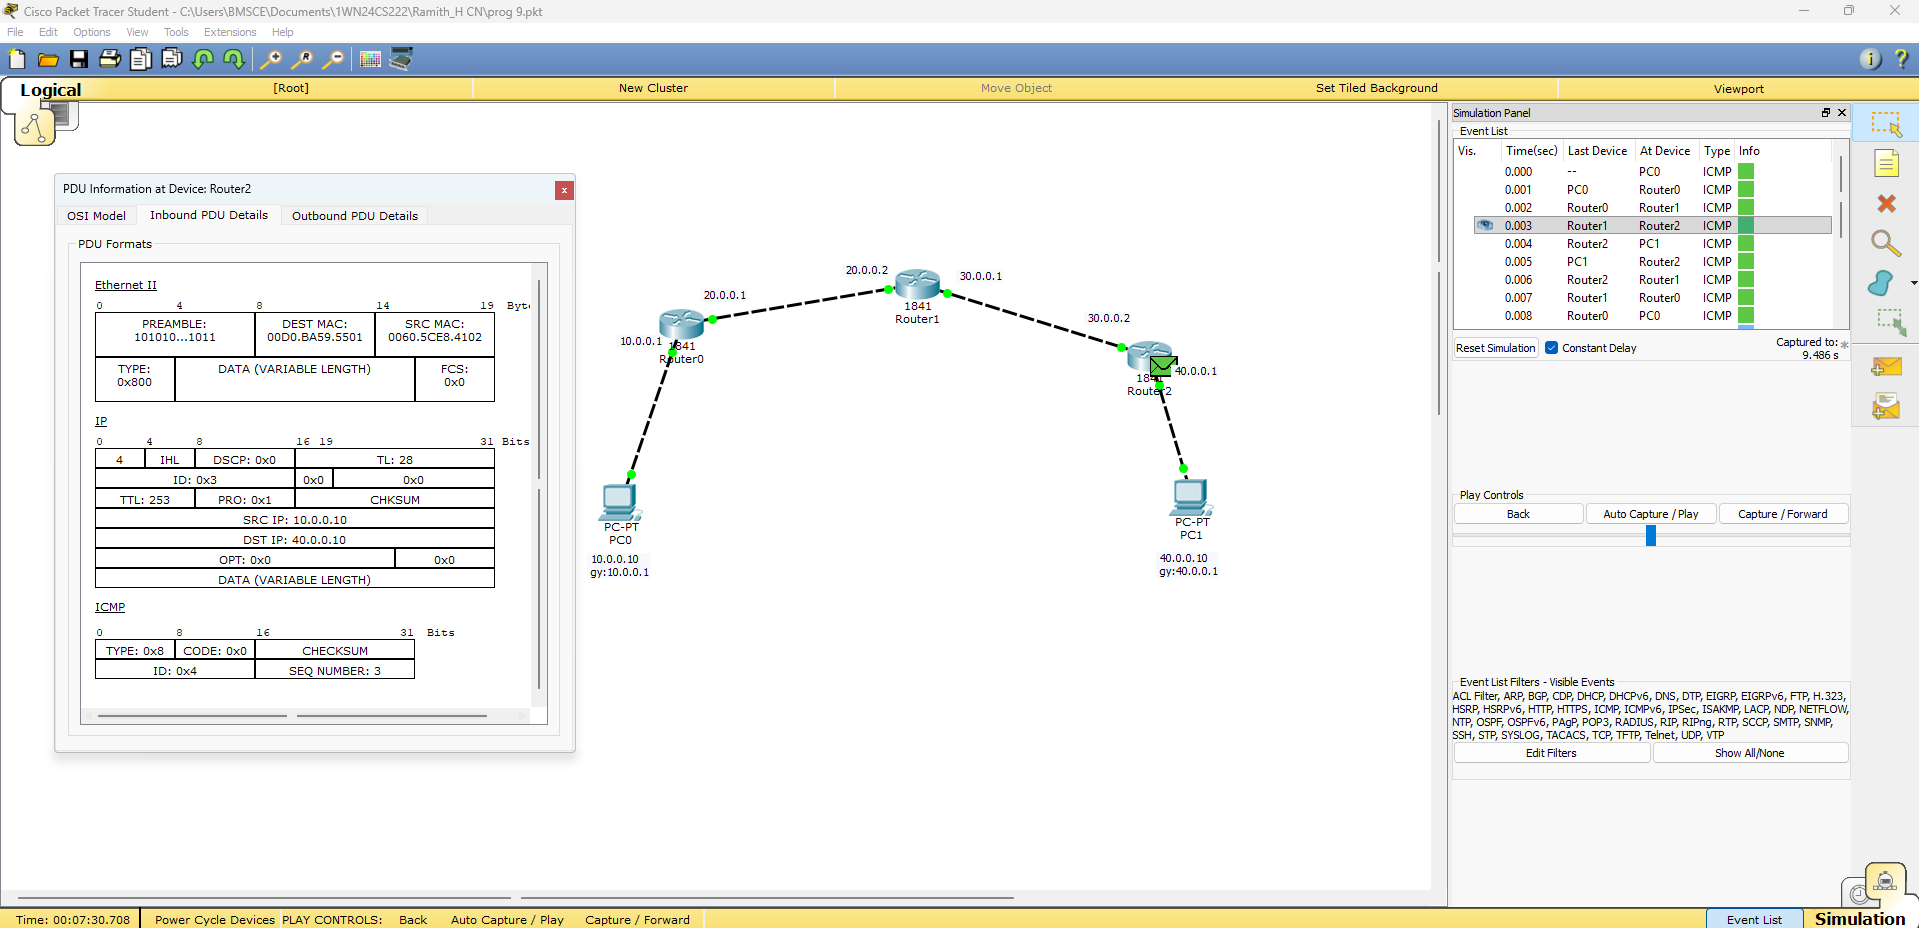 Cisco Packet Tracer Student - C:\Users\BMSCE\Documents\1WN24CS222\Ramith_H CN\prog 9.pkt
File Edit Options View Tools Extensions Help
Logical [Root] New Cluster Move Object Set Tiled Background Viewport
PDU Information at Device: Router2
OSI Model Inbound PDU Details Outbound PDU Details
PDU Formats
Ethernet II
0 4 8 14 19 Byte
PREAMBLE: 101010...1011 DEST MAC: 00D0.BA59.5501 SRC MAC: 0060.5CE8.4102
TYPE: 0x800 DATA (VARIABLE LENGTH) FCS: 0x0
IP
0 4 8 16 19 31 Bits
4 IHL DSCP: 0x0 TL: 28
ID: 0x3 0x0 0x0
TTL: 253 PRO: 0x1 CHKSUM
SRC IP: 10.0.0.10
DST IP: 40.0.0.10
OPT: 0x0 0x0
DATA (VARIABLE LENGTH)
ICMP
0 8 16 31 Bits
TYPE: 0x8 CODE: 0x0 CHECKSUM
ID: 0x4 SEQ NUMBER: 3
20.0.0.1
10.0.0.1
1841
Router0
20.0.0.2
30.0.0.1
1841
Router1
30.0.0.2
40.0.0.1
1841
Router2
PC-PT
PC0
10.0.0.10
gy:10.0.0.1
PC-PT
PC1
40.0.0.10
gy:40.0.0.1
Simulation Panel
Event List
Vis. Time(sec) Last Device At Device Type Info
0.000 -- PC0 ICMP
0.001 PC0 Router0 ICMP
0.002 Router0 Router1 ICMP
0.003 Router1 Router2 ICMP
0.004 Router2 PC1 ICMP
0.005 PC1 Router2 ICMP
0.006 Router2 Router1 ICMP
0.007 Router1 Router0 ICMP
0.008 Router0 PC0 ICMP
Reset Simulation Constant Delay Captured to: *
9.486 s
Play Controls
Back Auto Capture / Play Capture / Forward
Event List Filters - Visible Events
ACL Filter, ARP, BGP, CDP, DHCP, DHCPv6, DNS, DTP, EIGRP, EIGRPv6, FTP, H.323,
HSRP, HSRPv6, HTTP, HTTPS, ICMP, ICMPv6, IPSec, ISAKMP, LACP, NDP, NETFLOW,
NTP, OSPF, OSPFv6, PAgP, POP3, RADIUS, RIP, RIPng, RTP, SCCP, SMTP, SNMP,
SSH, STP, SYSLOG, TACACS, TCP, TFTP, Telnet, UDP, VTP
Edit Filters Show All/None
Time: 00:07:30.708 Power Cycle Devices PLAY CONTROLS: Back Auto Capture / Play Capture / Forward Event List Simulation